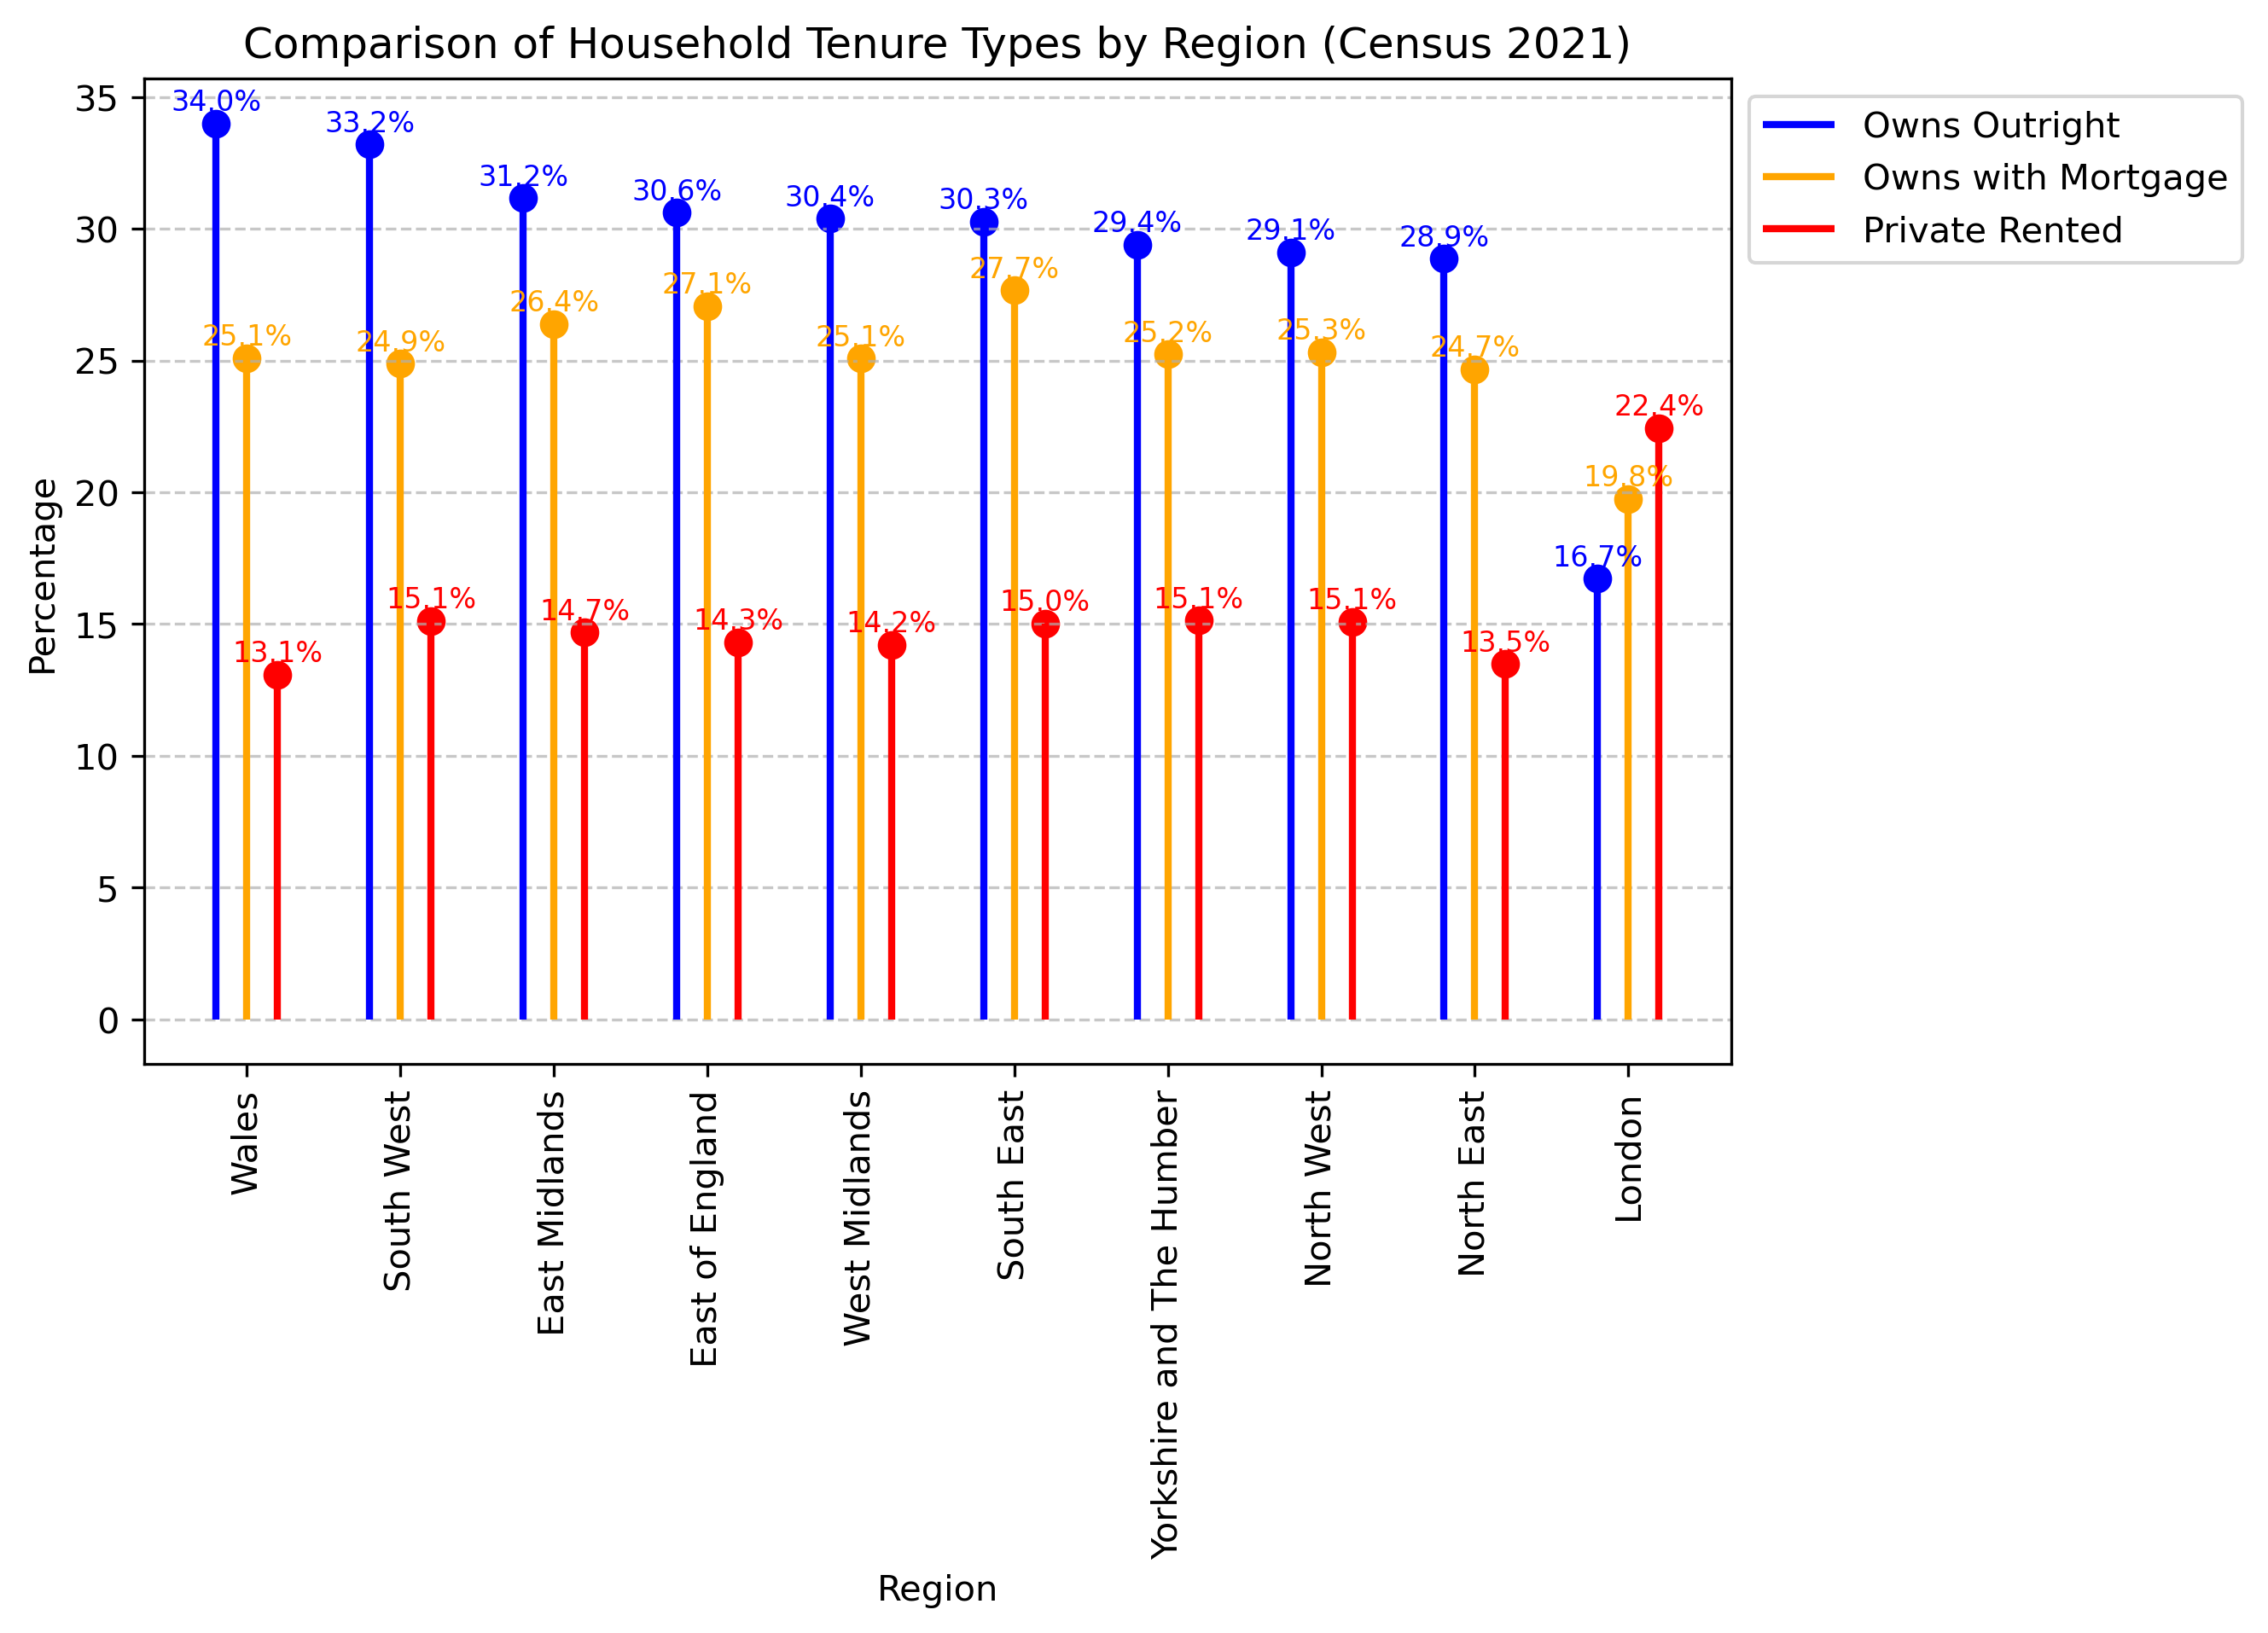 Comparison of Household Tenure Types by Region (Census 2021)
Owns Outright
Owns with Mortgage
Private Rented
Percentage
35
30
25
20
15
10
5
0
34.0%
33.2%
31.2%
30.6%
30.4%
30.3%
29.4%
29.1%
28.9%
16.7%
25.1%
24.9%
26.4%
27.1%
25.1%
27.7%
25.2%
25.3%
24.7%
19.8%
13.1%
15.1%
14.7%
14.3%
14.2%
15.0%
15.1%
15.1%
13.5%
22.4%
Wales
South West
East Midlands
East of England
West Midlands
South East
Yorkshire and The Humber
North West
North East
London
Region